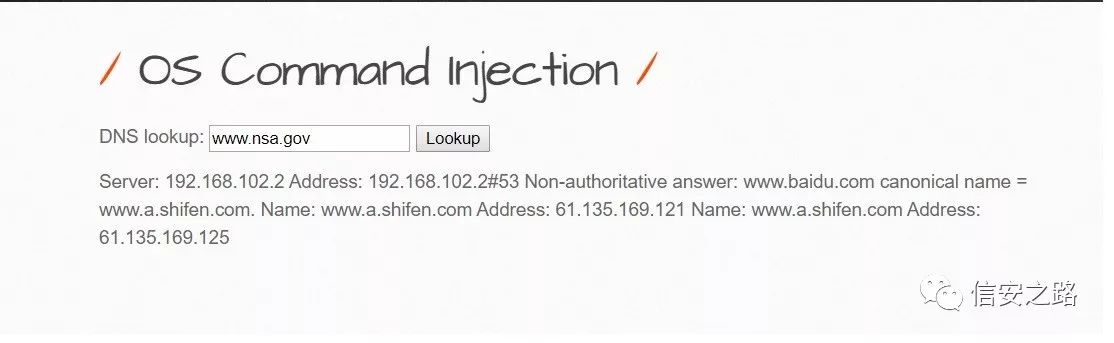 / OS Command Injection /
DNS lookup: www.nsa.gov Lookup
Server: 192.168.102.2 Address: 192.168.102.2#53 Non-authoritative answer: www.baidu.com canonical name =
www.a.shifen.com. Name: www.a.shifen.com Address: 61.135.169.121 Name: www.a.shifen.com Address:
61.135.169.125
信安之路